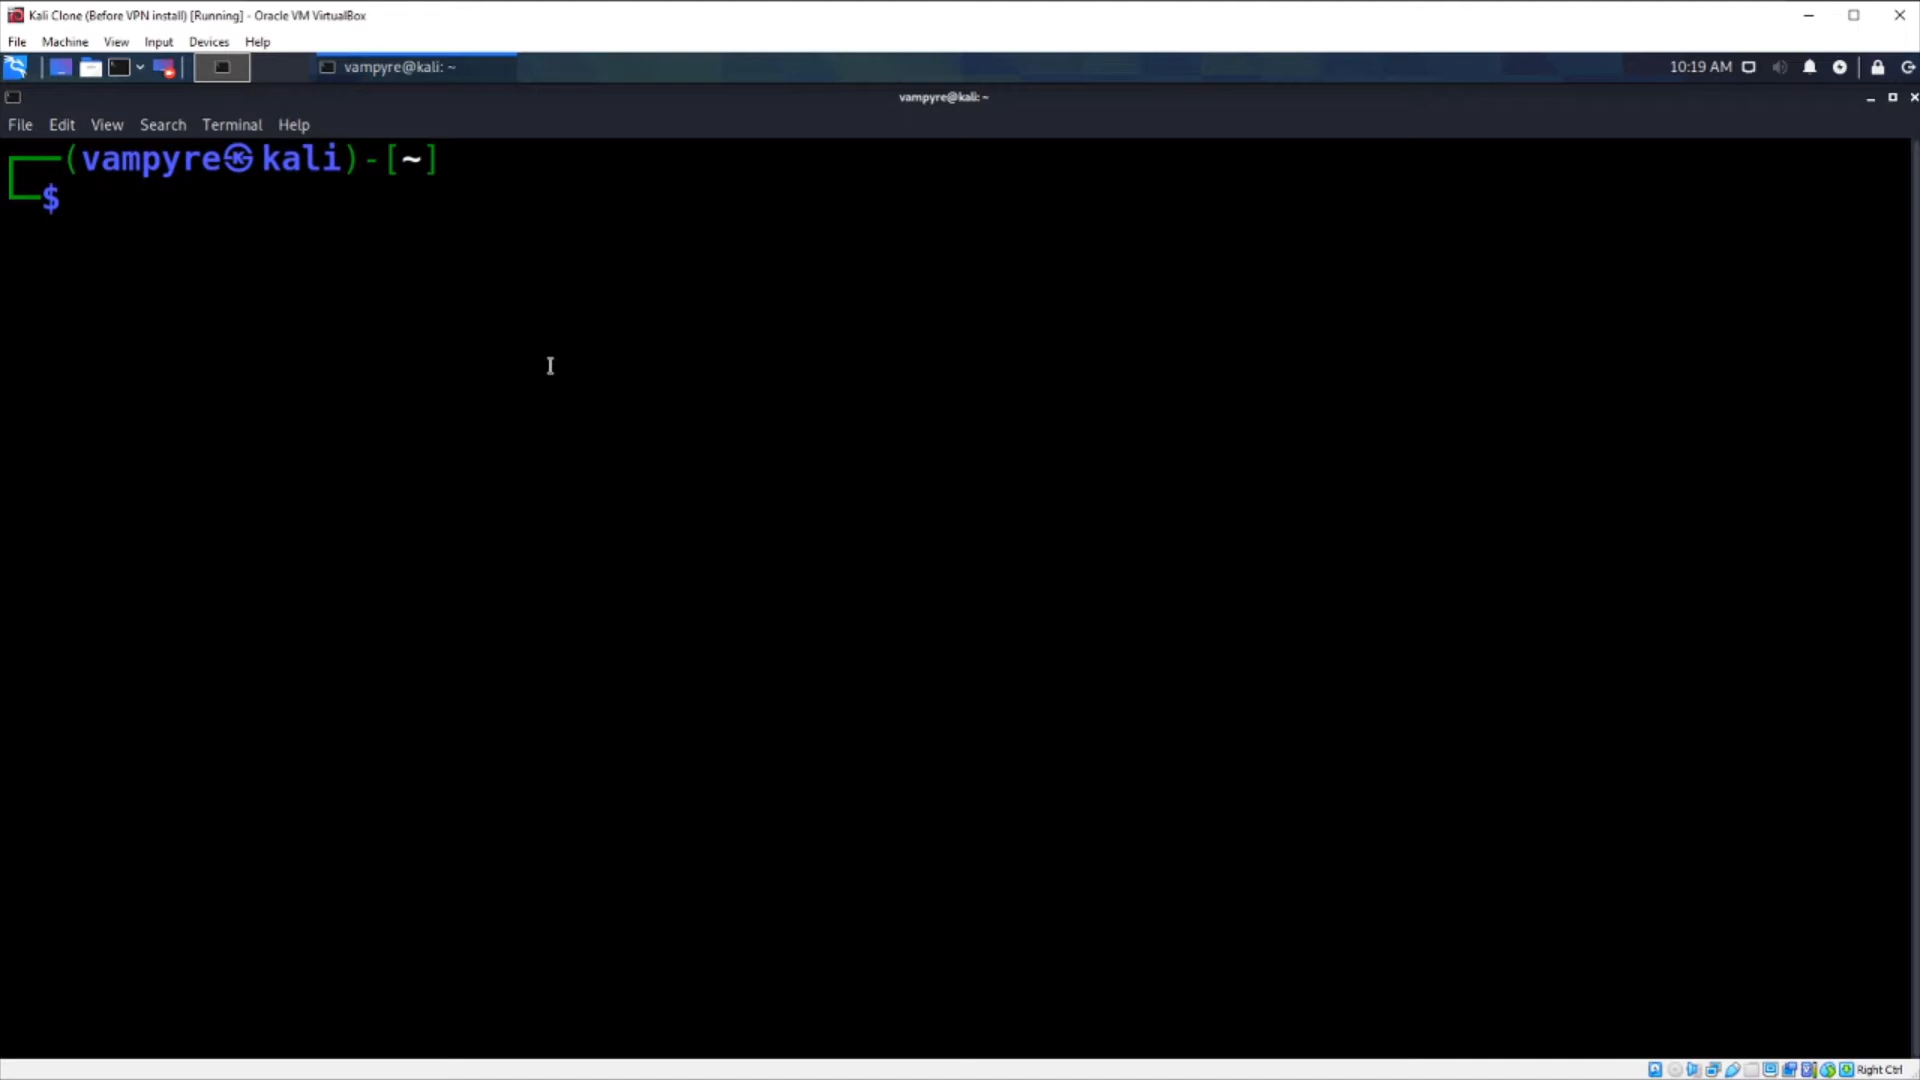 Kali Clone (Before VPN install) [Running] - Oracle VM VirtualBox
File Machine View Input Devices Help
vampyre@kali: ~ 10:19 AM
vampyre@kali: ~
File Edit View Search Terminal Help
(vampyre㉿kali)-[~]
$
Right Ctrl